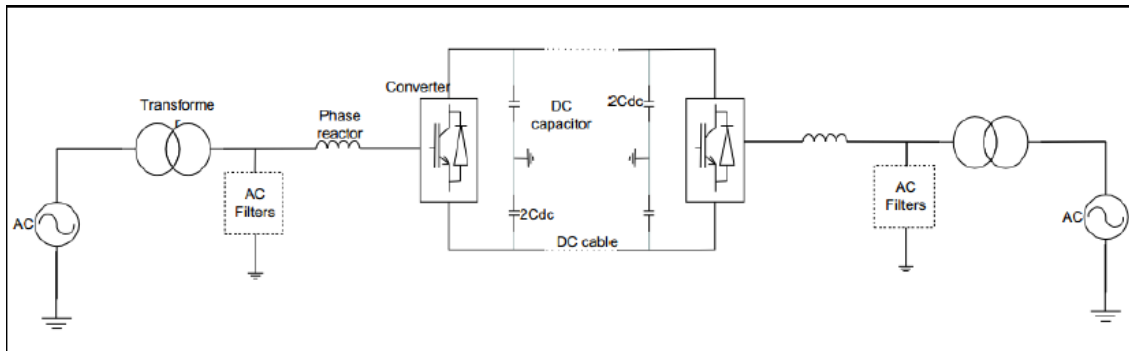 Transforme
r
Phase
reactor
Converter
DC
capacitor
2Cdc
AC
Filters
AC
2Cdc
DC cable
AC
Filters
AC